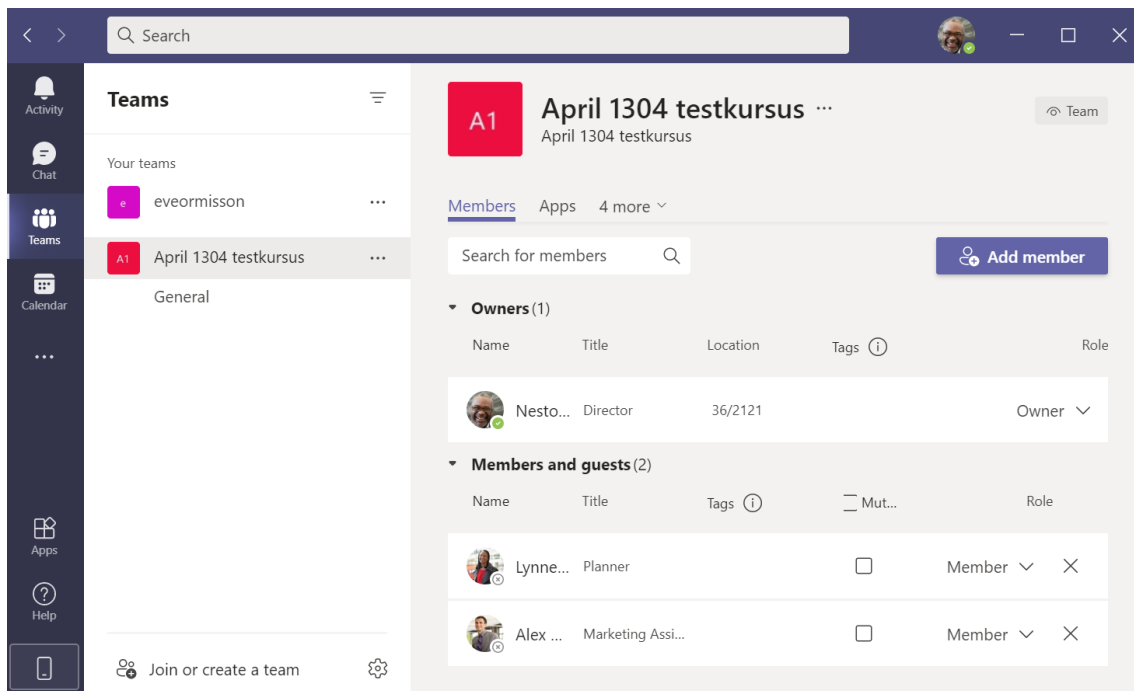 Search
Activity
Chat
Teams
Calendar
Apps
Help
Teams
Your teams
e eveormisson
A1 April 1304 testkursus
General
Join or create a team
A1
April 1304 testkursus
April 1304 testkursus
Team
Members Apps 4 more
Search for members
Add member
Owners (1)
Name Title Location Tags Role
Nesto... Director 36/2121 Owner
Members and guests (2)
Name Title Tags Mut... Role
Lynne... Planner Member
Alex ... Marketing Assi... Member